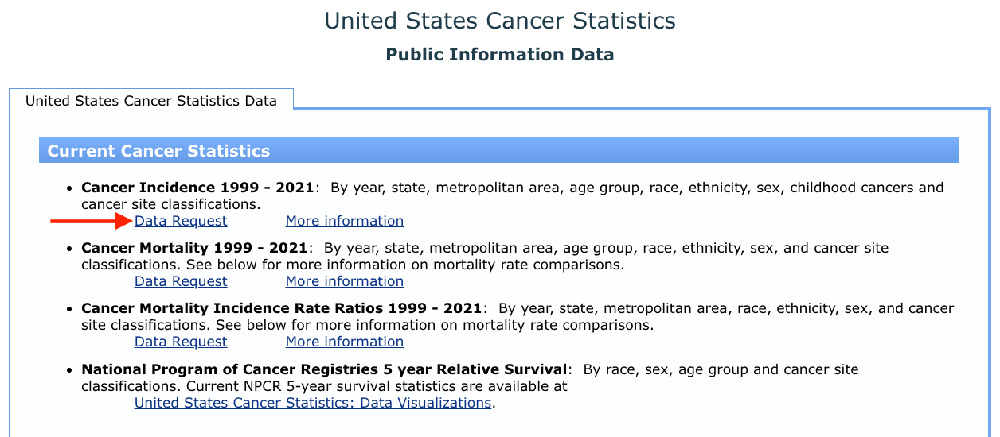 United States Cancer Statistics
Public Information Data
United States Cancer Statistics Data
Current Cancer Statistics
• Cancer Incidence 1999 - 2021:  By year, state, metropolitan area, age group, race, ethnicity, sex, childhood cancers and
cancer site classifications.
Data Request More information
• Cancer Mortality 1999 - 2021:  By year, state, metropolitan area, age group, race, ethnicity, sex, and cancer site
classifications. See below for more information on mortality rate comparisons.
Data Request More information
• Cancer Mortality Incidence Rate Ratios 1999 - 2021:  By year, state, metropolitan area, race, ethnicity, sex, and cancer
site classifications. See below for more information on mortality rate comparisons.
Data Request More information
• National Program of Cancer Registries 5 year Relative Survival:  By race, sex, age group and cancer site
classifications. Current NPCR 5-year survival statistics are available at
United States Cancer Statistics: Data Visualizations.